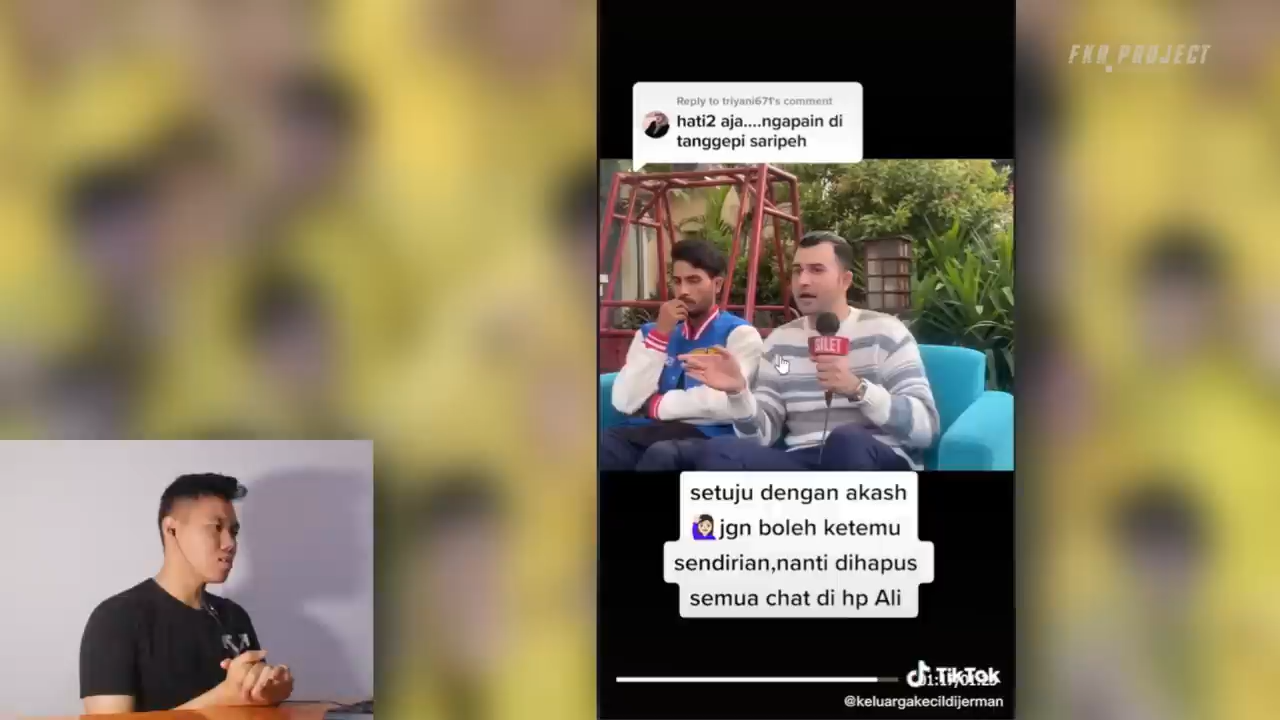 FKR PROJECT
Reply to triyani671's comment
hati2 aja....ngapain di
tanggepi saripeh
SILET
setuju dengan akash
🙋🏻‍♀️jgn boleh ketemu
sendirian,nanti dihapus
semua chat di hp Ali
TikTok
@keluargakecildijerman